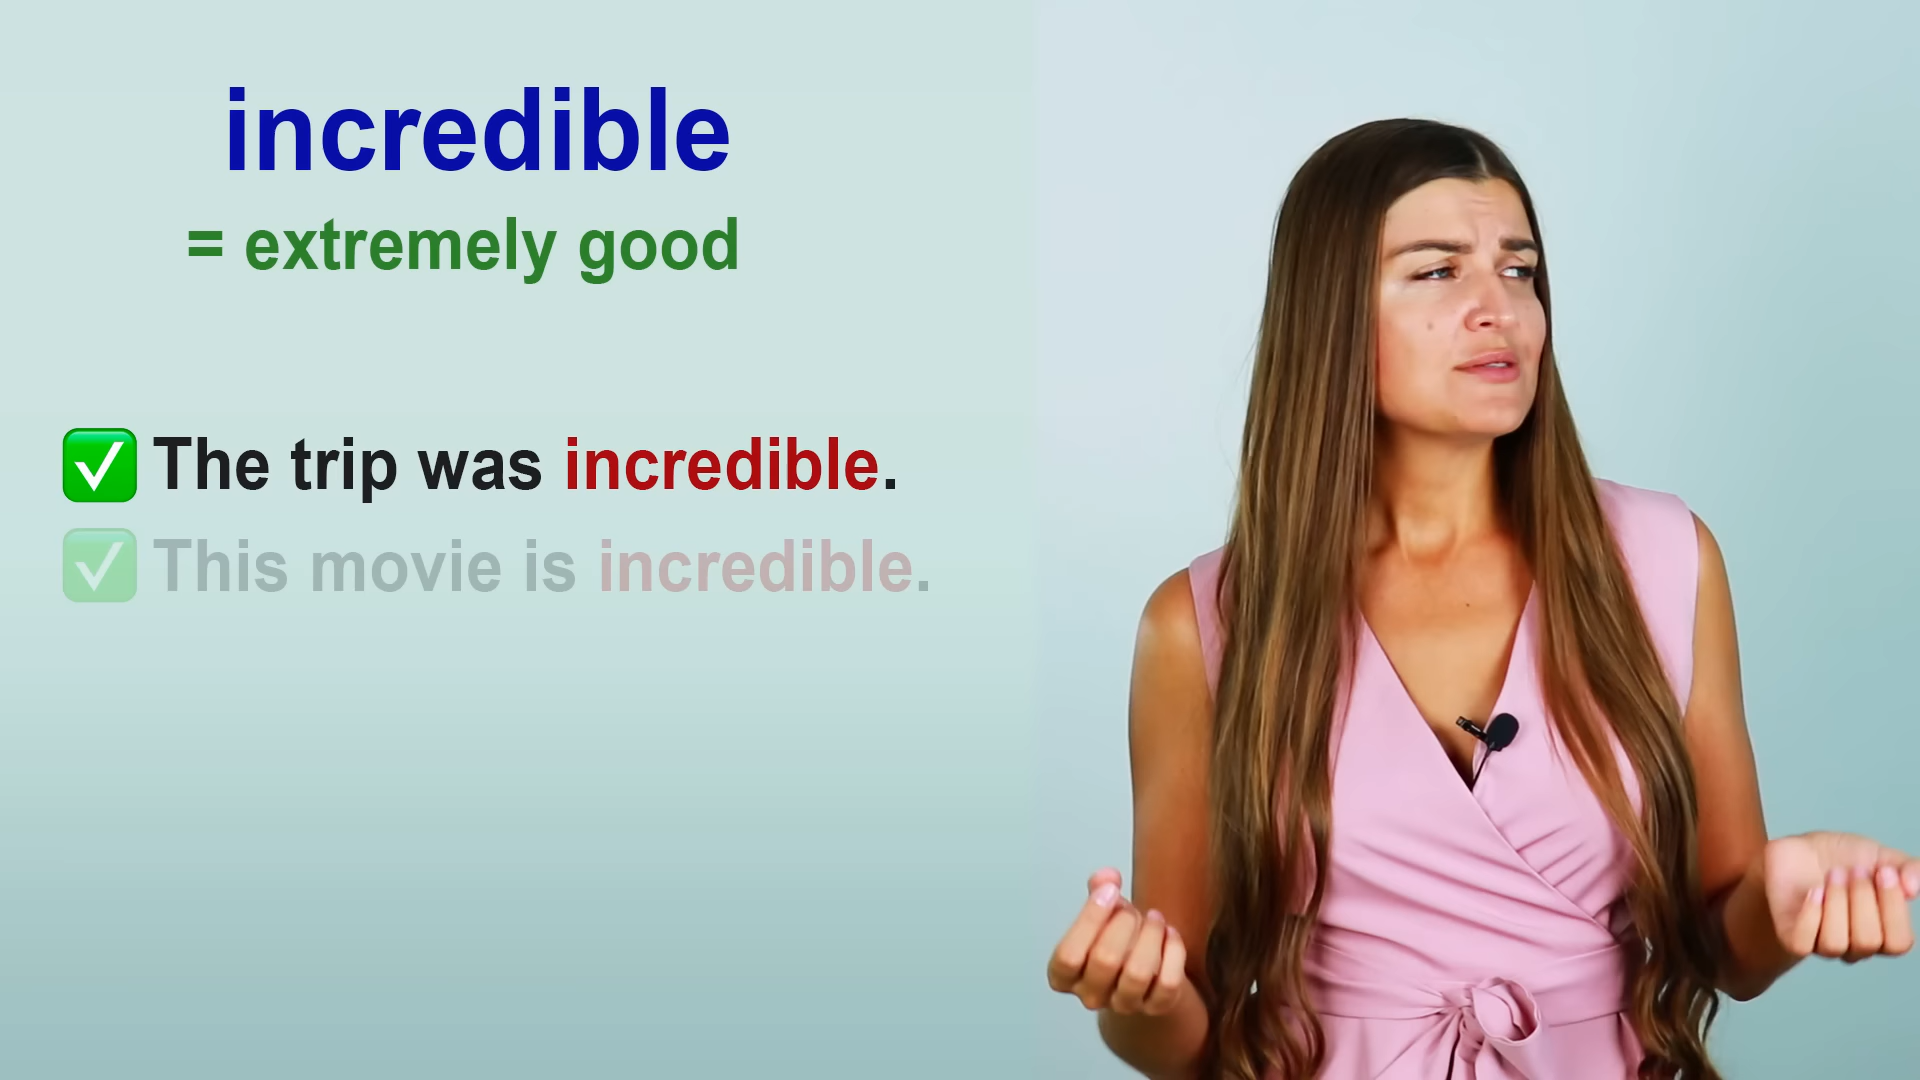 incredible
= extremely good
✅ The trip was incredible.
✅ This movie is incredible.